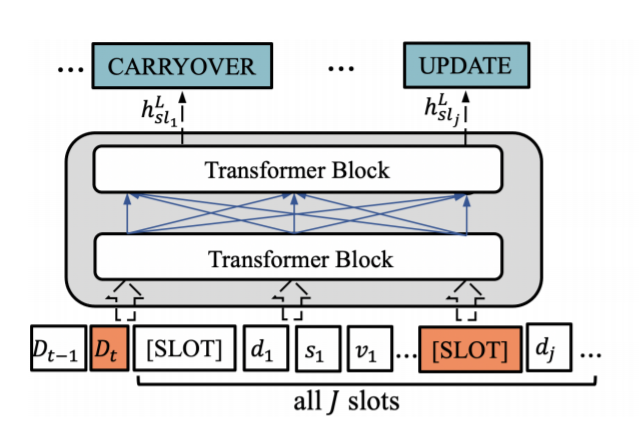 ... CARRYOVER ... UPDATE
h^L_{sl_1} h^L_{sl_j}
Transformer Block
Transformer Block
D_{t-1} D_t [SLOT] d_1 s_1 v_1 ... [SLOT] d_j ...
all J slots